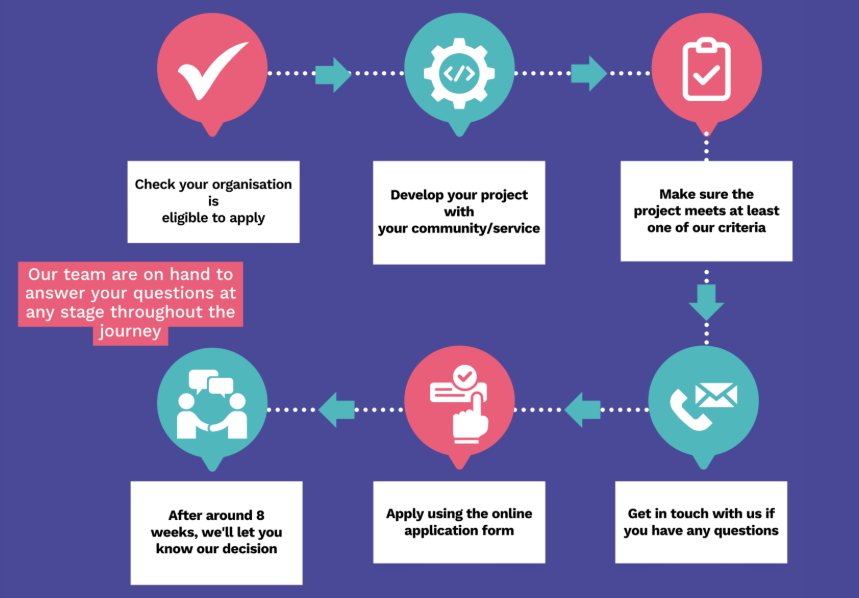 Check your organisation
is
eligible to apply
Develop your project
with
your community/service
Make sure the
project meets at least
one of our criteria
Our team are on hand to
answer your questions at
any stage throughout the
journey
Get in touch with us if
you have any questions
Apply using the online
application form
After around 8
weeks, we'll let you
know our decision